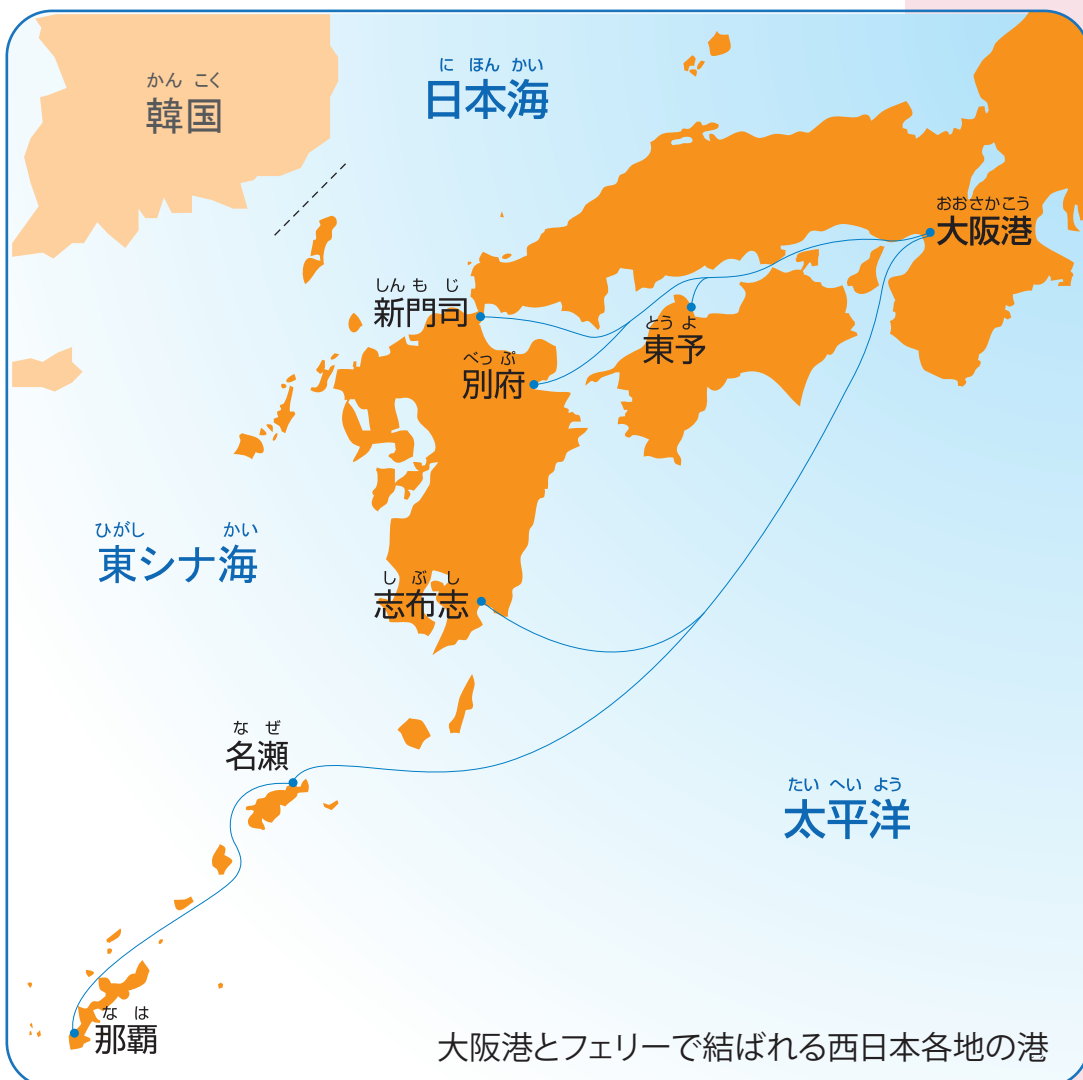 かん こく
韓国
に ほん かい
日本海
おおさかこう
大阪港
しん も じ
新門司
とう よ
東予
べっ ぷ
別府
ひがし かい
東シナ海
し ぶ し
志布志
な ぜ
名瀬
たい へい よう
太平洋
な は
那覇
大阪港とフェリーで結ばれる西日本各地の港